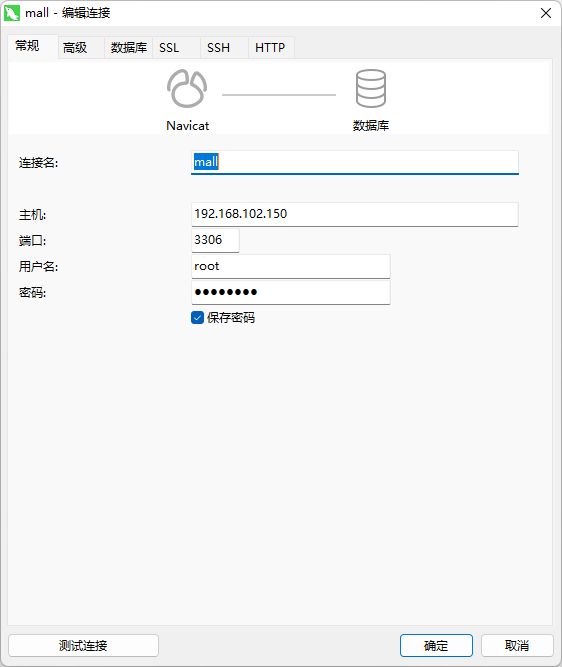 mall - 编辑连接
常规 高级 数据库 SSL SSH HTTP
Navicat 数据库
连接名: mall
主机: 192.168.102.150
端口: 3306
用户名: root
密码: ●●●●●●●●
保存密码
测试连接 确定 取消